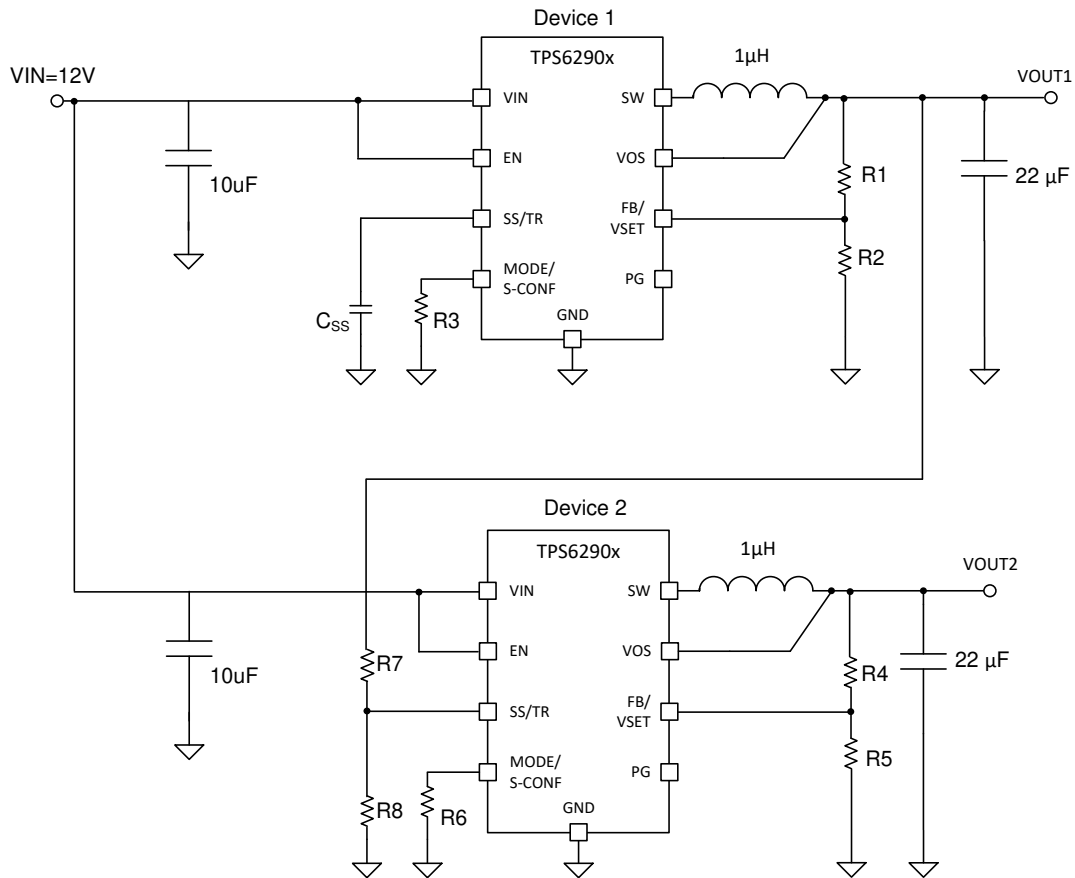 Device 1
TPS6290x
1µH
VIN=12V
VOUT1
VIN
SW
EN
VOS
10uF
R1
22 µF
SS/TR
FB/
VSET
R2
MODE/
S-CONF
PG
CSS
R3
GND
Device 2
TPS6290x
1µH
VOUT2
VIN
SW
EN
VOS
10uF
R7
R4
22 µF
SS/TR
FB/
VSET
R5
MODE/
S-CONF
PG
R8
R6
GND